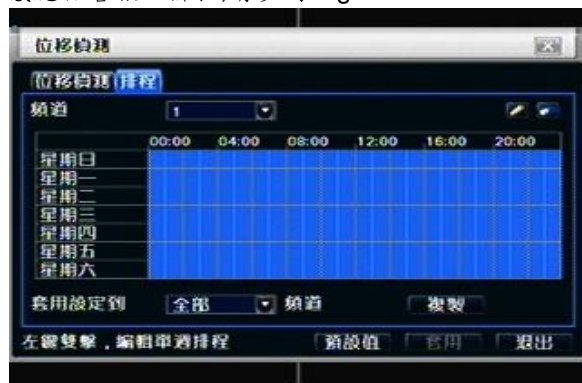 位移偵測
位移偵測 排程
頻道 1
00:00 04:00 08:00 12:00 16:00 20:00
星期日
星期一
星期二
星期三
星期四
星期五
星期六
套用設定到 全部 頻道 複製
左鍵雙擊，編輯單週排程 預設值 套用 退出